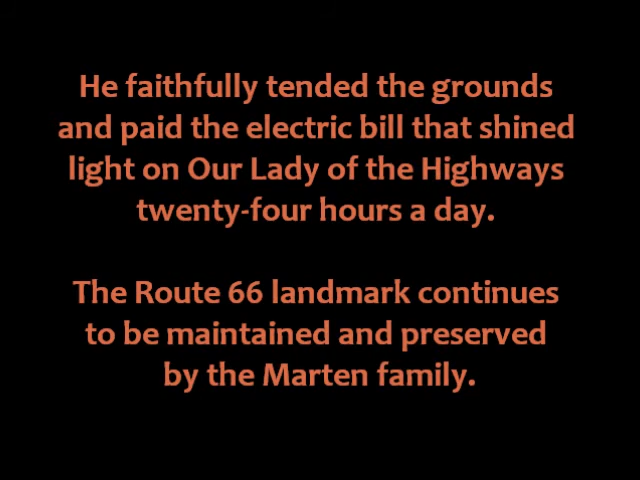 He faithfully tended the grounds
and paid the electric bill that shined
light on Our Lady of the Highways
twenty-four hours a day.
The Route 66 landmark continues
to be maintained and preserved
by the Marten family.